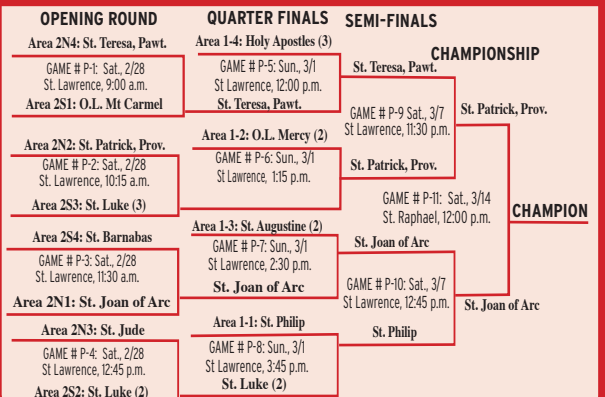 OPENING ROUND
QUARTER FINALS
SEMI-FINALS
CHAMPIONSHIP
Area 2N4: St. Teresa, Pawt.
GAME # P-1: Sat., 2/28
St. Lawrence, 9:00 a.m.
Area 2S1: O.L. Mt Carmel
Area 2N2: St. Patrick, Prov.
GAME # P-2: Sat., 2/28
St. Lawrence, 10:15 a.m.
Area 2S3: St. Luke (3)
Area 2S4: St. Barnabas
GAME # P-3: Sat., 2/28
St. Lawrence, 11:30 a.m.
Area 2N1: St. Joan of Arc
Area 2N3: St. Jude
GAME # P-4: Sat., 2/28
St Lawrence, 12:45 p.m.
Area 2S2: St. Luke (2)
Area 1-4: Holy Apostles (3)
GAME # P-5: Sun., 3/1
St Lawrence, 12:00 p.m.
St. Teresa, Pawt.
Area 1-2: O.L. Mercy (2)
GAME # P-6: Sun., 3/1
St Lawrence, 1:15 p.m.
Area 1-3: St. Augustine (2)
GAME # P-7: Sun., 3/1
St Lawrence, 2:30 p.m.
St. Joan of Arc
Area 1-1: St. Philip
GAME # P-8: Sun., 3/1
St Lawrence, 3:45 p.m.
St. Luke (2)
St. Teresa, Pawt.
GAME # P-9 Sat., 3/7
St Lawrence, 11:30 p.m.
St. Patrick, Prov.
St. Joan of Arc
GAME # P-10: Sat., 3/7
St Lawrence, 12:45 p.m.
St. Philip
St. Patrick, Prov.
GAME # P-11: Sat., 3/14
St. Raphael, 12:00 p.m.
St. Joan of Arc
CHAMPION